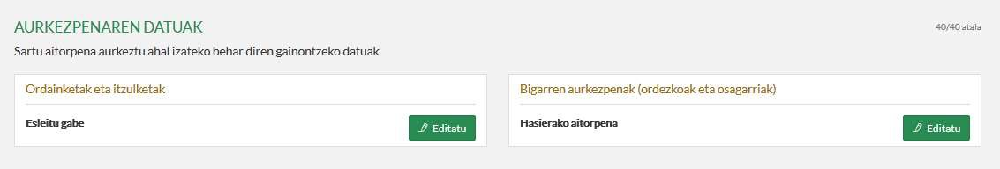 AURKEZPENAREN DATUAK
40/40 atala
Sartu aitorpena aurkeztu ahal izateko behar diren gainontzeko datuak
Ordainketak eta itzulketak
Esleitu gabe
Editatu
Bigarren aurkezpenak (ordezkoak eta osagarriak)
Hasierako aitorpena
Editatu